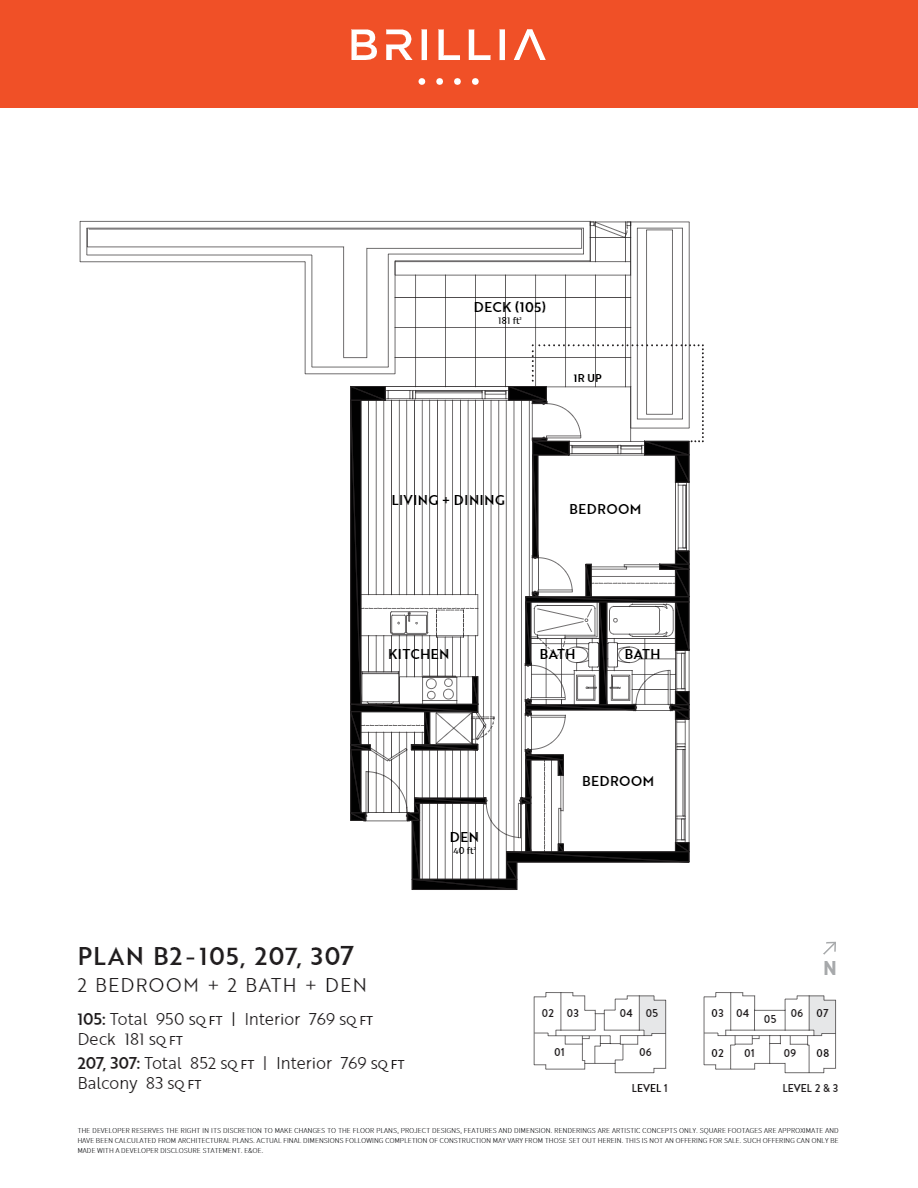 BRILLIA
DECK (105)
181 ft²
1R UP
LIVING + DINING
BEDROOM
KITCHEN
BATH
BATH
BEDROOM
DEN
40 ft²
PLAN B2-105, 207, 307
2 BEDROOM + 2 BATH + DEN
105: Total 950 SQ FT | Interior 769 SQ FT
Deck 181 SQ FT
207, 307: Total 852 SQ FT | Interior 769 SQ FT
Balcony 83 SQ FT
N
02 03 04 05
01 06
LEVEL 1
03 04 05 06 07
02 01 09 08
LEVEL 2 & 3
THE DEVELOPER RESERVES THE RIGHT IN ITS DISCRETION TO MAKE CHANGES TO THE FLOOR PLANS, PROJECT DESIGNS, FEATURES AND DIMENSION. RENDERINGS ARE ARTISTIC CONCEPTS ONLY. SQUARE FOOTAGES ARE APPROXIMATE AND
HAVE BEEN CALCULATED FROM ARCHITECTURAL PLANS. ACTUAL FINAL DIMENSIONS FOLLOWING COMPLETION OF CONSTRUCTION MAY VARY FROM THOSE SET OUT HEREIN. THIS IS NOT AN OFFERING FOR SALE. SUCH OFFERING CAN ONLY BE
MADE WITH A DEVELOPER DISCLOSURE STATEMENT. E&OE.